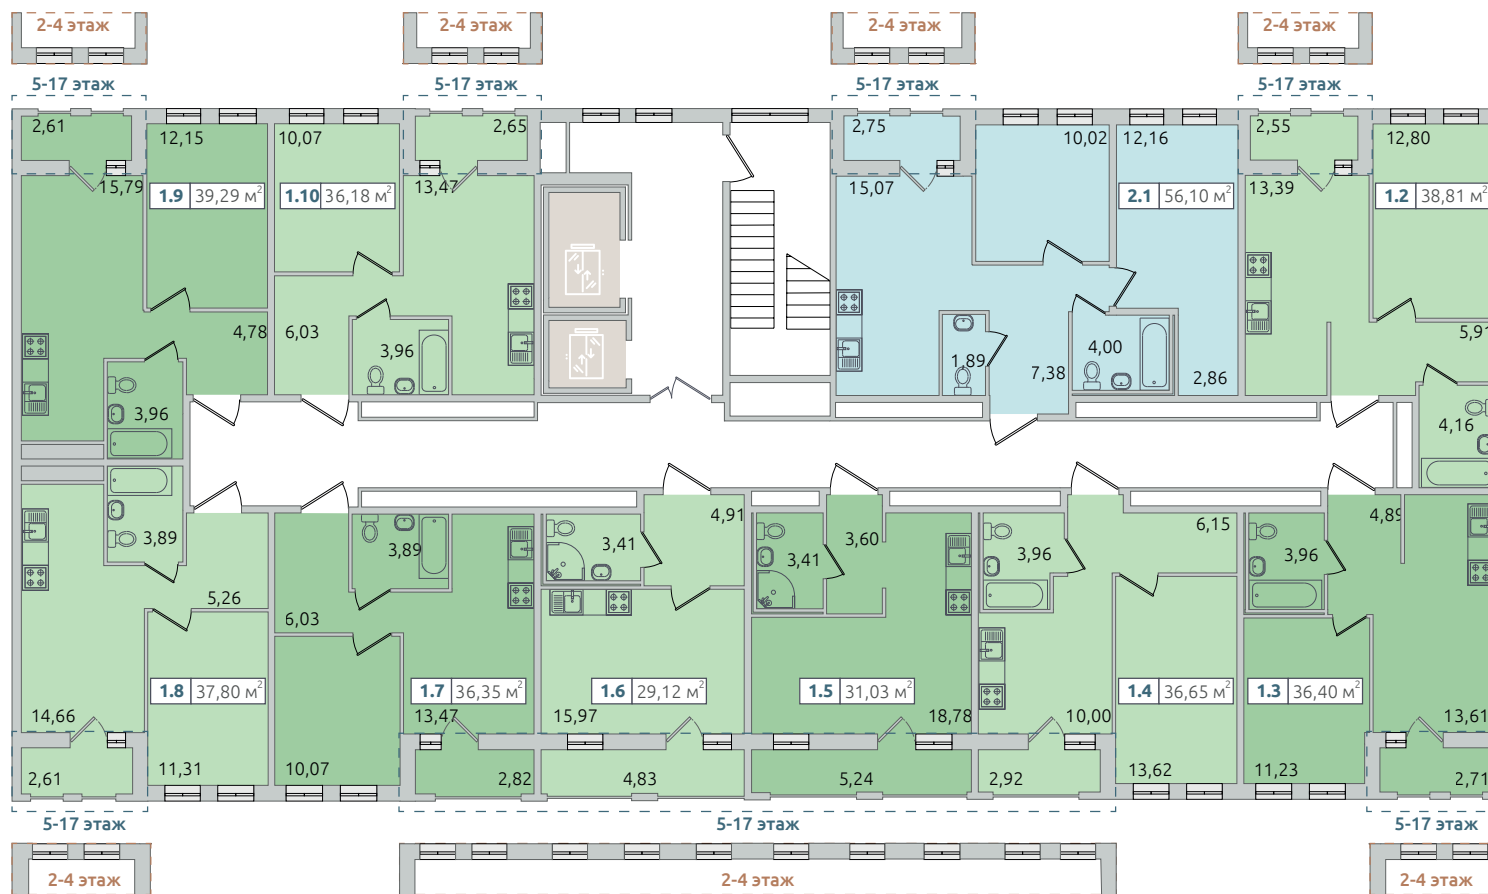 2-4 этаж
2-4 этаж
2-4 этаж
2-4 этаж
5-17 этаж
5-17 этаж
5-17 этаж
5-17 этаж
2,61
12,15
10,07
2,65
2,75
10,02
12,16
2,55
12,80
15,79
13,47
15,07
13,39
1.9 39,29 м²
1.10 36,18 м²
2.1 56,10 м²
1.2 38,81 м²
4,78
6,03
3,96
1,89
7,38
4,00
2,86
5,91
3,96
4,16
3,89
5,26
3,89
6,03
3,41
4,91
3,41
3,60
3,96
6,15
3,96
4,89
1.8 37,80 м²
1.7 36,35 м²
1.6 29,12 м²
1.5 31,03 м²
1.4 36,65 м²
1.3 36,40 м²
14,66
13,47
15,97
18,78
10,00
13,61
2,61
11,31
10,07
2,82
4,83
5,24
2,92
13,62
11,23
2,71
5-17 этаж
5-17 этаж
5-17 этаж
2-4 этаж
2-4 этаж
2-4 этаж